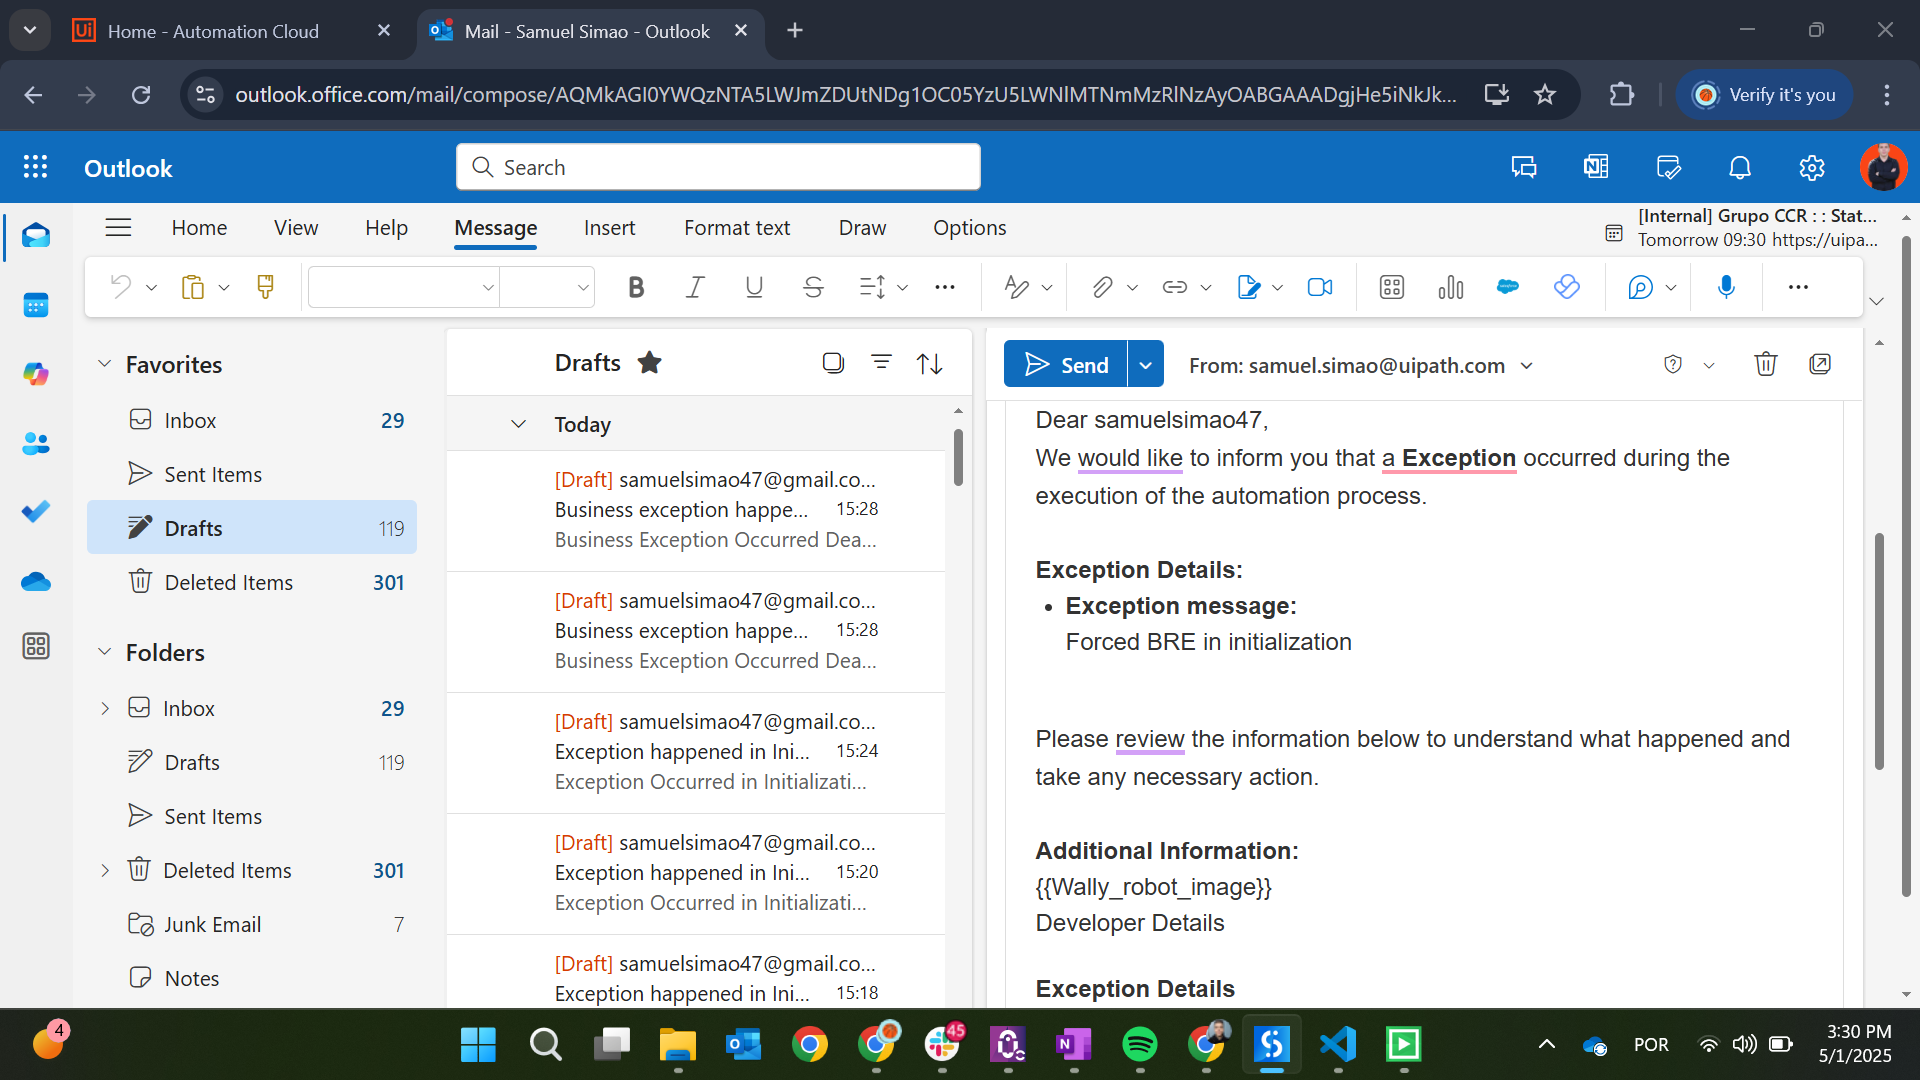 Home - Automation Cloud
Mail - Samuel Simao - Outlook
outlook.office.com/mail/compose/AQMkAGI0YWQzNTA5LWJmZDUtNDg1OC05YzU5LWNlMTNmMzRlNzAyOABGAAADgjHe5iNkJk...
Verify it's you
Outlook
Search
Home
View
Help
Message
Insert
Format text
Draw
Options
[Internal] Grupo CCR : : Stat...
Tomorrow 09:30 https://uipa...
Favorites
Inbox 29
Sent Items
Drafts 119
Deleted Items 301
Folders
Inbox 29
Drafts 119
Sent Items
Deleted Items 301
Junk Email 7
Notes
Drafts
Today
[Draft] samuelsimao47@gmail.co...
Business exception happe... 15:28
Business Exception Occurred Dea...
[Draft] samuelsimao47@gmail.co...
Business exception happe... 15:28
Business Exception Occurred Dea...
[Draft] samuelsimao47@gmail.co...
Exception happened in Ini... 15:24
Exception Occurred in Initializati...
[Draft] samuelsimao47@gmail.co...
Exception happened in Ini... 15:20
Exception Occurred in Initializati...
[Draft] samuelsimao47@gmail.co...
Exception happened in Ini... 15:18
Send
From: samuel.simao@uipath.com
Dear samuelsimao47,
We would like to inform you that a Exception occurred during the
execution of the automation process.
Exception Details:
• Exception message:
Forced BRE in initialization
Please review the information below to understand what happened and
take any necessary action.
Additional Information:
{{Wally_robot_image}}
Developer Details
Exception Details
4
45
POR
3:30 PM
5/1/2025